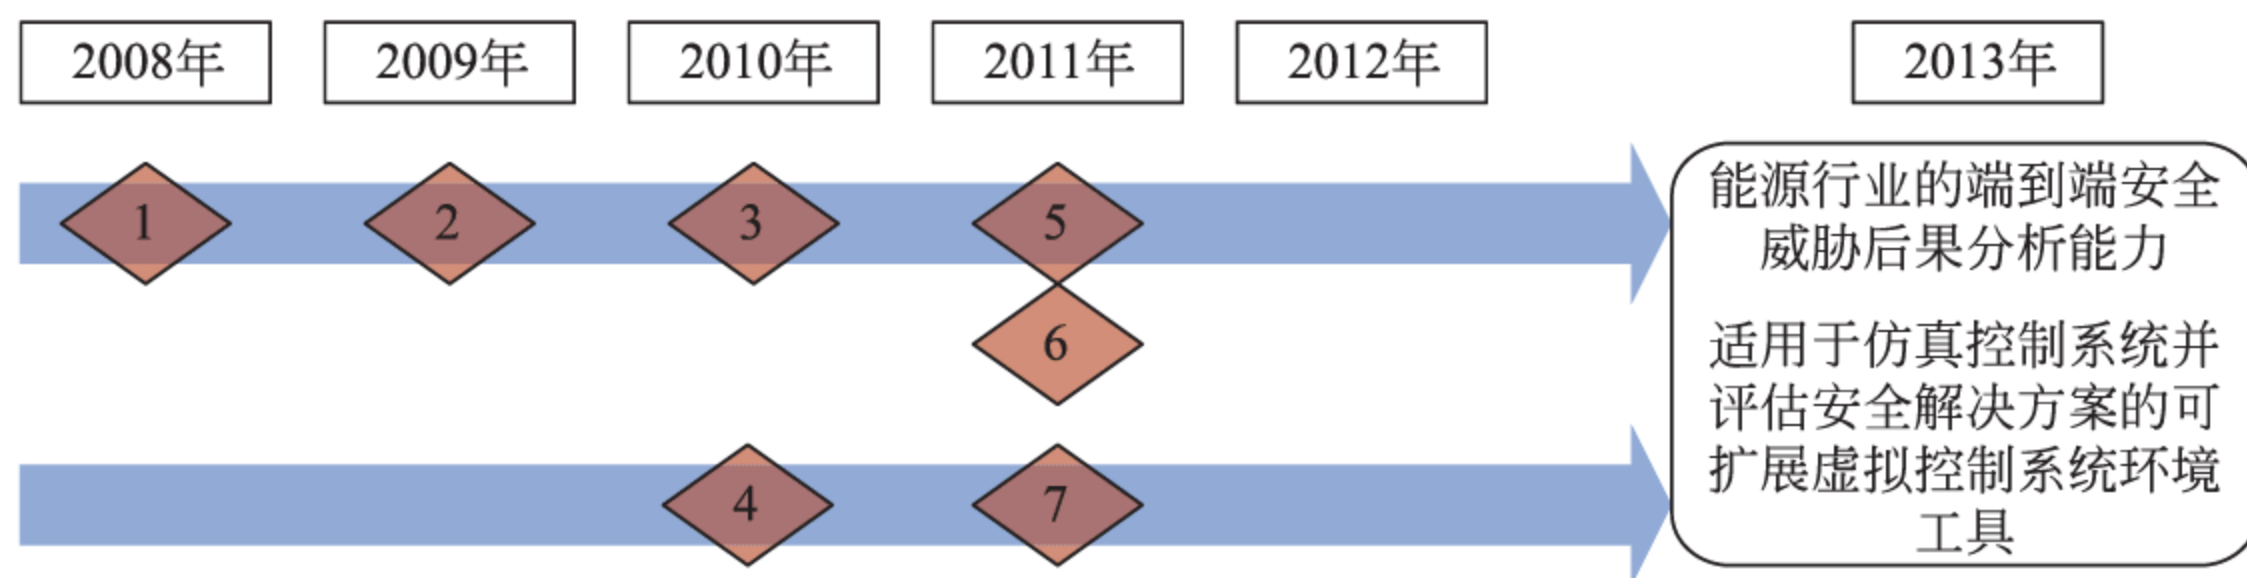 2008年
2009年
2010年
2011年
2012年
2013年
1
2
3
5
6
4
7
能源行业的端到端安全
威胁后果分析能力
适用于仿真控制系统并
评估安全解决方案的可
扩展虚拟控制系统环境
工具